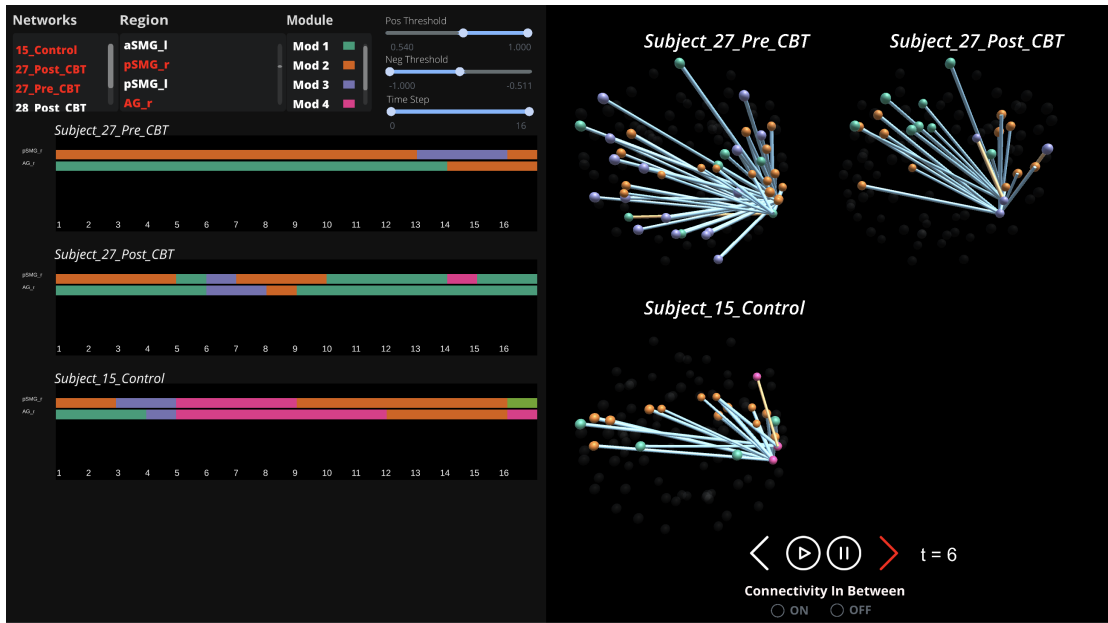 Networks
15_Control
27_Post_CBT
27_Pre_CBT
28_Post_CBT
Region
aSMG_l
pSMG_r
pSMG_l
AG_r
Module
Mod 1
Mod 2
Mod 3
Mod 4
Pos Threshold
0.540 1.000
Neg Threshold
-1.000 -0.511
Time Step
0 16
Subject_27_Pre_CBT
pSMG_r
AG_r
1 2 3 4 5 6 7 8 9 10 11 12 13 14 15 16
Subject_27_Post_CBT
pSMG_r
AG_r
1 2 3 4 5 6 7 8 9 10 11 12 13 14 15 16
Subject_15_Control
pSMG_r
AG_r
1 2 3 4 5 6 7 8 9 10 11 12 13 14 15 16
Subject_27_Pre_CBT
Subject_27_Post_CBT
Subject_15_Control
t = 6
Connectivity In Between
ON OFF